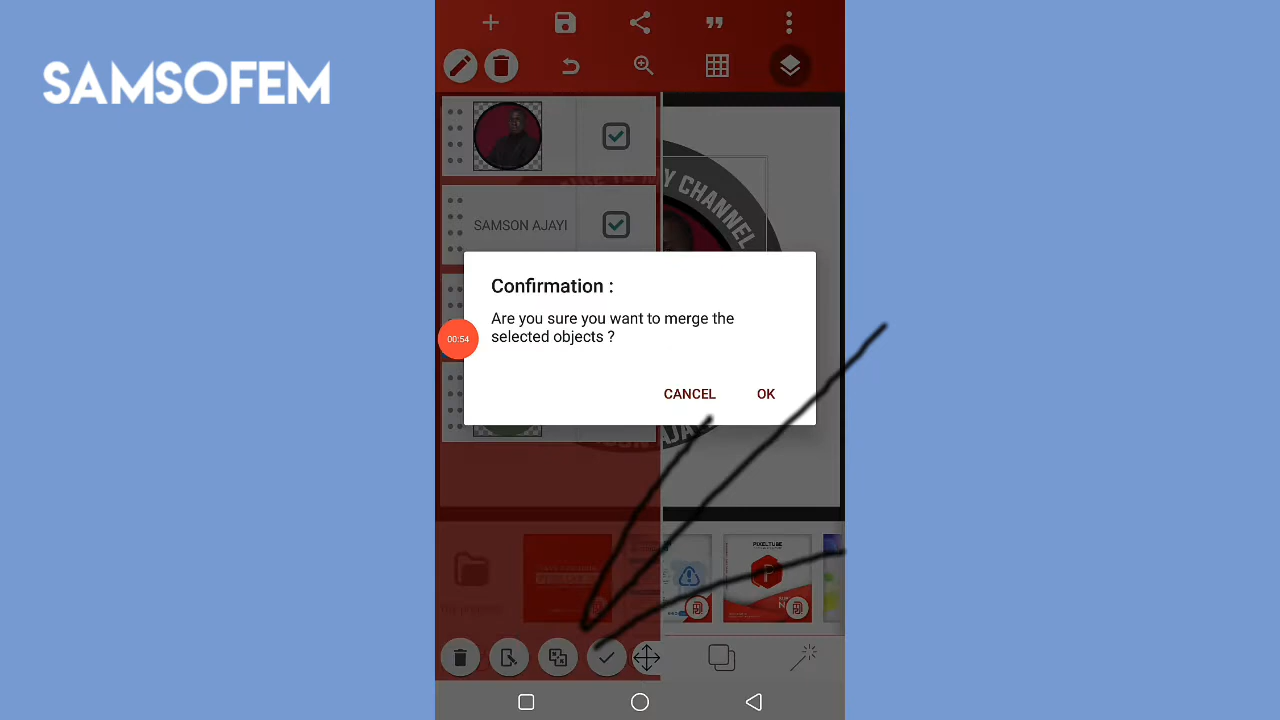 SAMSOFEM
SAMSON AJAYI
Y CHANNEL
Confirmation :
Are you sure you want to merge the
selected objects ?
00:54
CANCEL
OK
PIXELTUBE